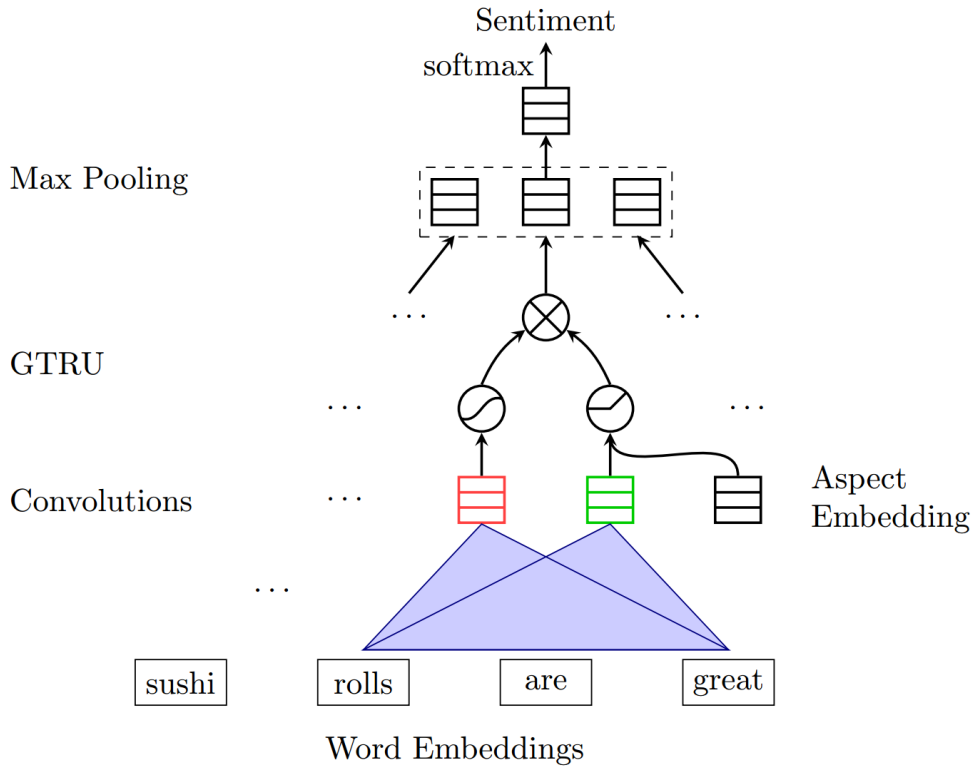 Sentiment
softmax
Max Pooling
. . .
. . .
GTRU
. . .
. . .
Convolutions
. . .
Aspect
Embedding
. . .
sushi
rolls
are
great
Word Embeddings